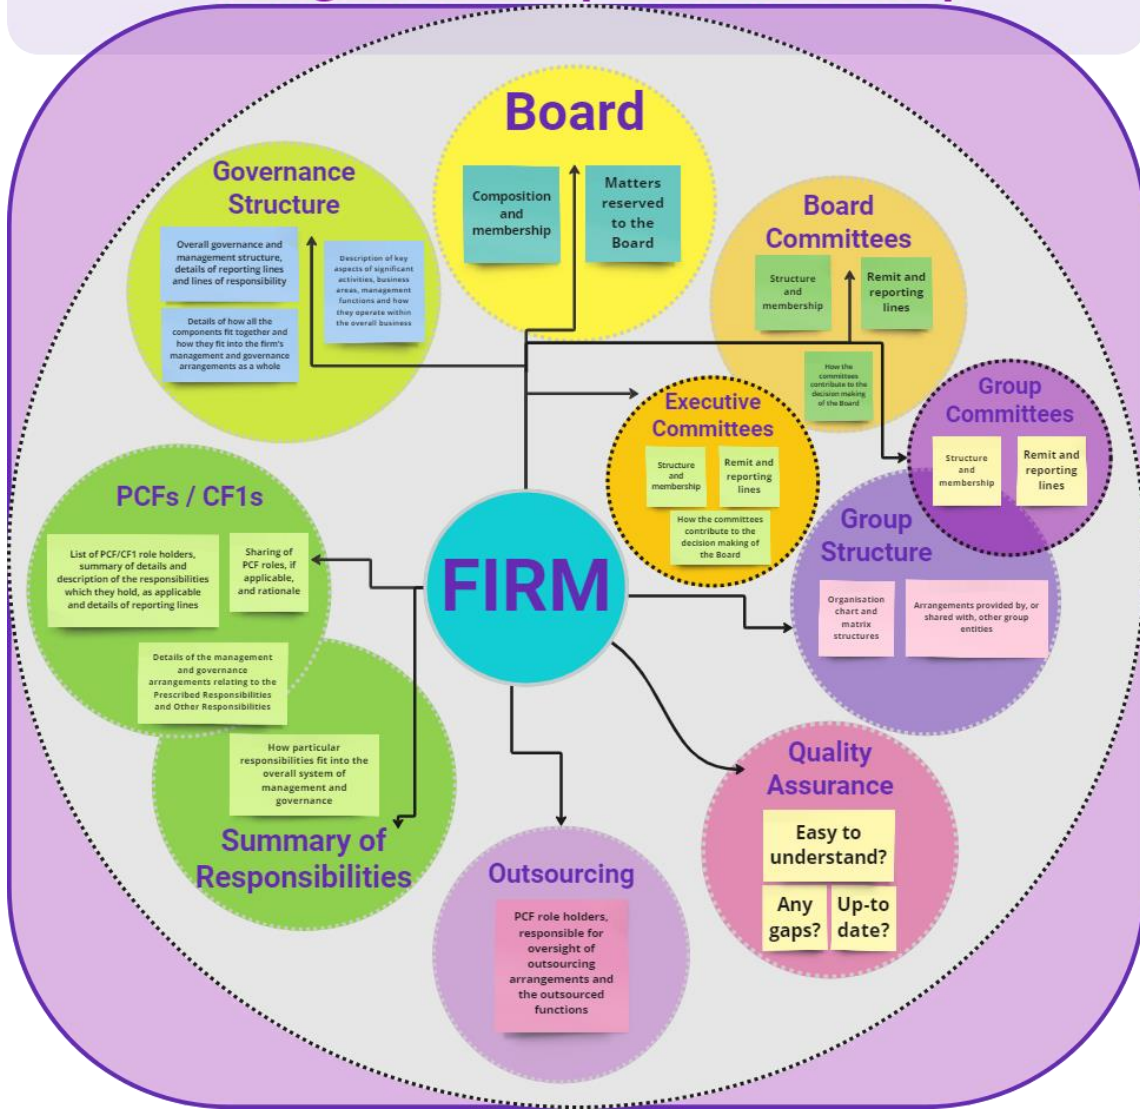 Board
Composition
and
membership
Matters
reserved
to the
Board
Governance
Structure
Overall governance and
management structure,
details of reporting lines
and lines of responsibility
Description of key
aspects of significant
activities, business
areas, management
functions and how
they operate within
the overall business
Details of how all the
components fit together and
how they fit into the firm's
management and governance
arrangements as a whole
Board
Committees
Structure
and
membership
Remit and
reporting
lines
How the
committees
contribute to the
decision making
of the Board
Executive
Committees
Structure
and
membership
Remit and
reporting
lines
How the committees
contribute to the
decision making of
the Board
Group
Committees
Structure
and
membership
Remit and
reporting
lines
Group
Structure
Organisation
chart and
matrix
structures
Arrangements provided by, or
shared with, other group
entities
FIRM
PCFs / CF1s
List of PCF/CF1 role holders,
summary of details and
description of the responsibilities
which they hold, as applicable
and details of reporting lines
Sharing of
PCF roles, if
applicable,
and rationale
Details of the management
and governance
arrangements relating to the
Prescribed Responsibilities
and Other Responsibilities
How particular
responsibilities fit into the
overall system of
management and
governance
Summary of
Responsibilities
Outsourcing
PCF role holders,
responsible for
oversight of
outsourcing
arrangements and
the outsourced
functions
Quality
Assurance
Easy to
understand?
Any
gaps?
Up-to
date?